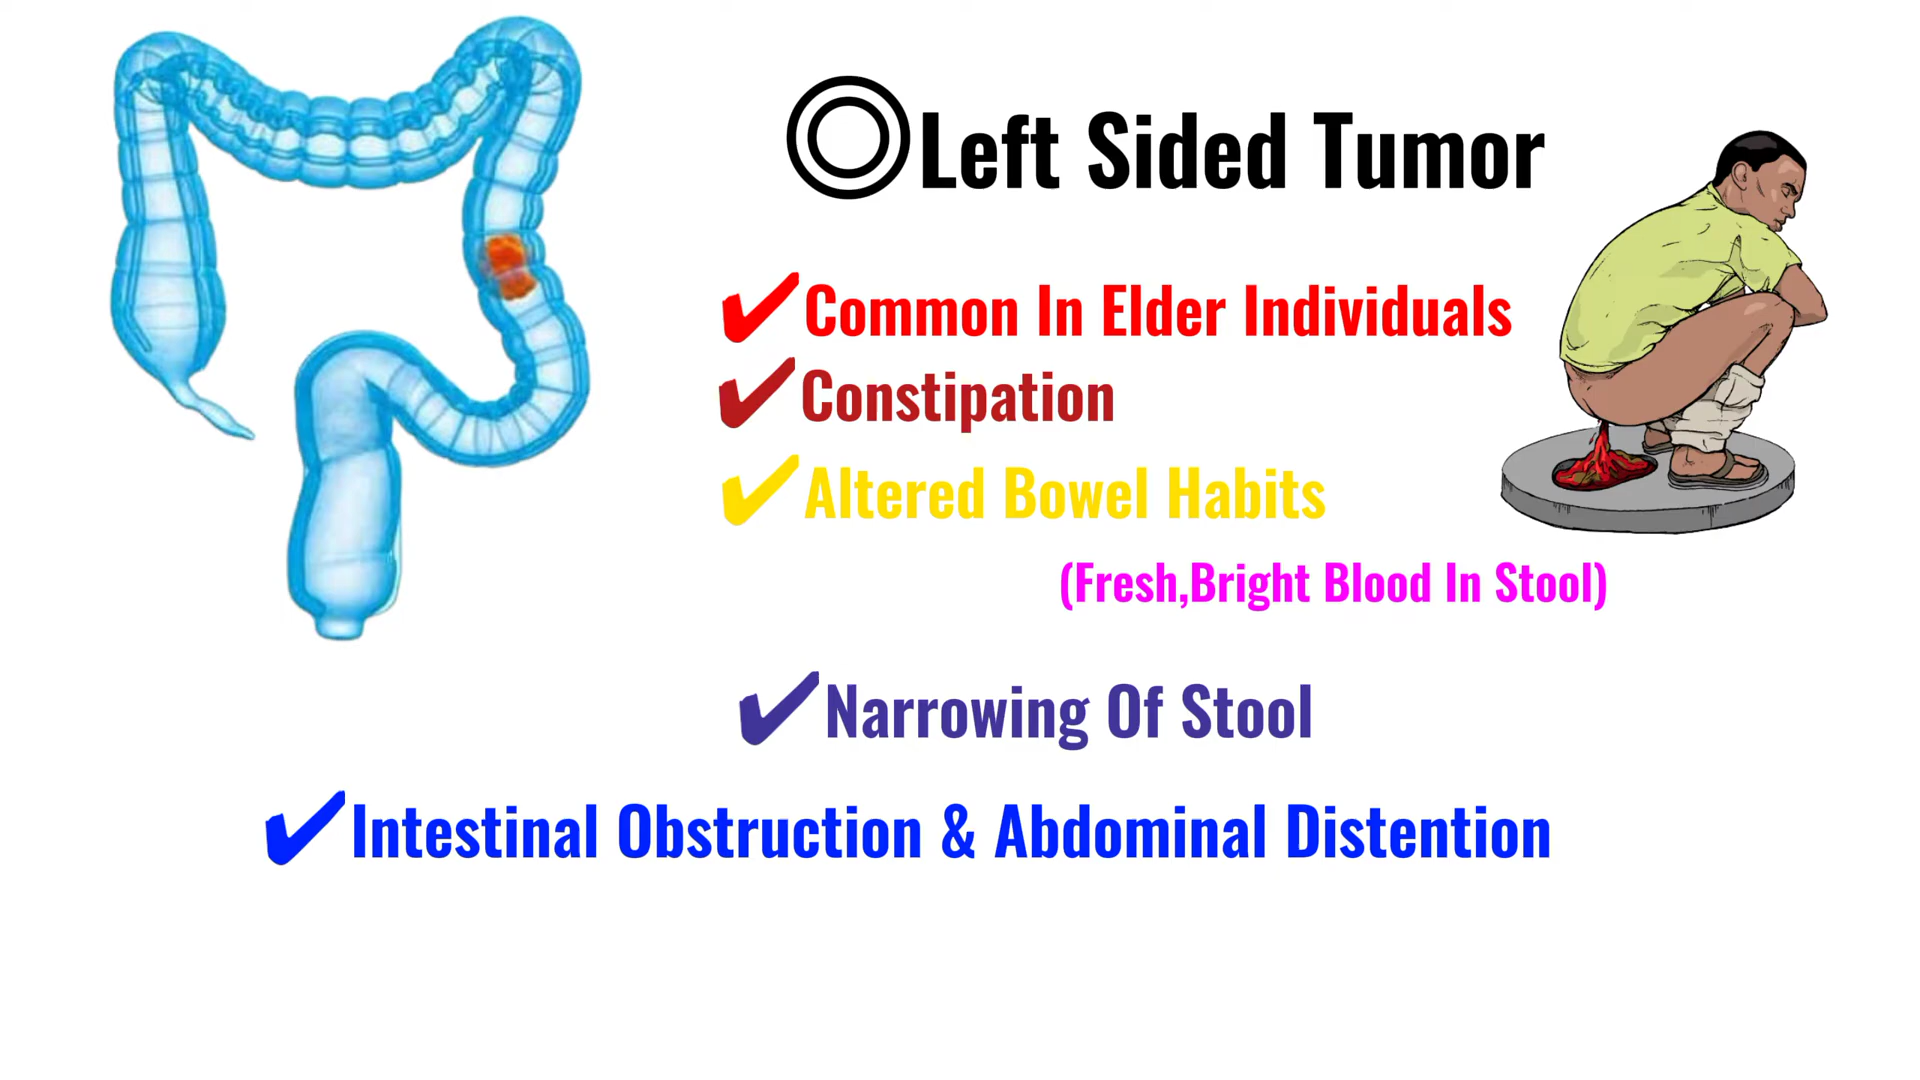 Left Sided Tumor
✔Common In Elder Individuals
✔Constipation
✔Altered Bowel Habits
(Fresh,Bright Blood In Stool)
✔Narrowing Of Stool
✔Intestinal Obstruction & Abdominal Distention